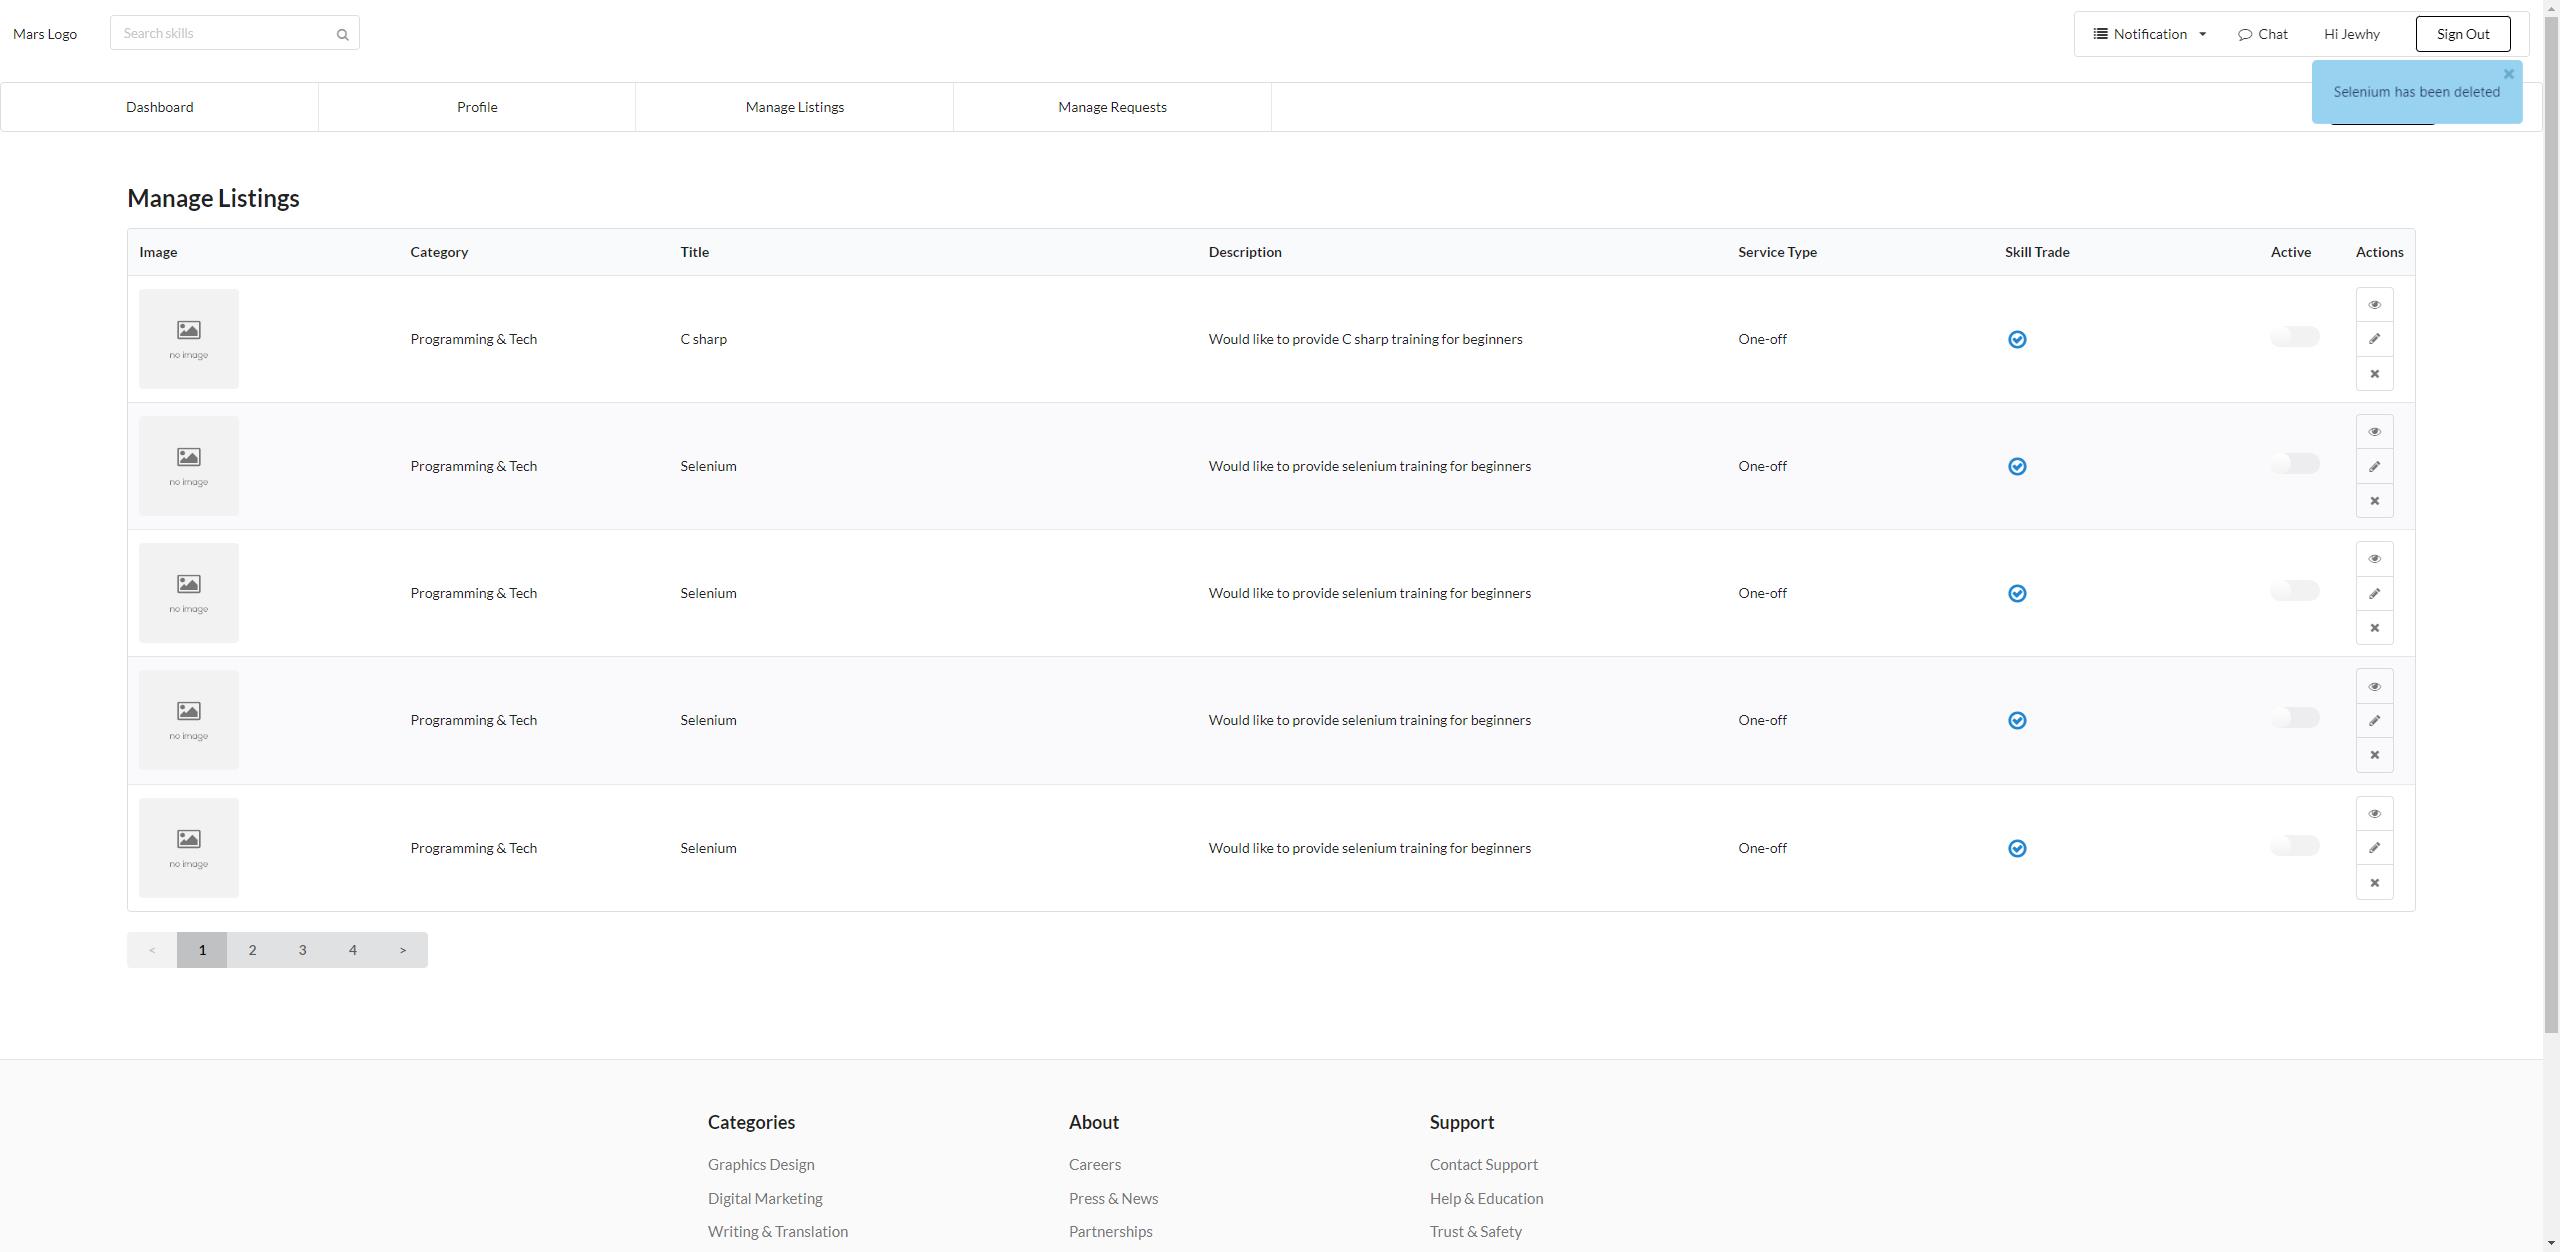 Mars Logo
Search skills
Notification
Chat
Hi Jewhy
Sign Out
Selenium has been deleted
Dashboard
Profile
Manage Listings
Manage Requests
Manage Listings
Image Category Title Description Service Type Skill Trade Active Actions
no image
Programming & Tech C sharp Would like to provide C sharp training for beginners One-off
no image
Programming & Tech Selenium Would like to provide selenium training for beginners One-off
no image
Programming & Tech Selenium Would like to provide selenium training for beginners One-off
no image
Programming & Tech Selenium Would like to provide selenium training for beginners One-off
no image
Programming & Tech Selenium Would like to provide selenium training for beginners One-off
no image
< 1 2 3 4 >
Categories
Graphics Design
Digital Marketing
Writing & Translation
About
Careers
Press & News
Partnerships
Support
Contact Support
Help & Education
Trust & Safety